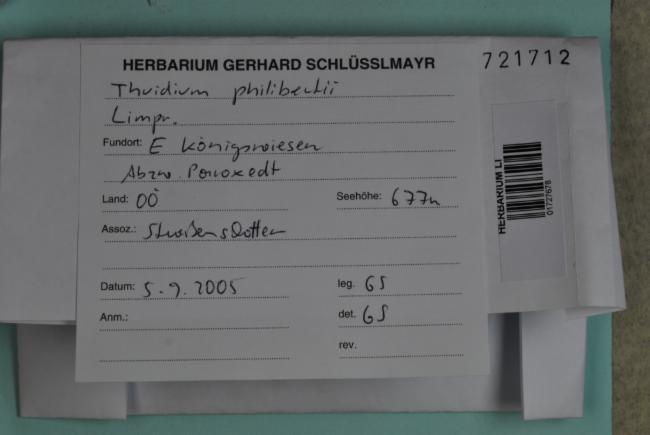 HERBARIUM GERHARD SCHLÜSSLMAYR
721712
Thuidium philibertii
Limpr.
Fundort: E Königswiesen
Abzw.
Land: OÖ
Seehöhe: 677m
Assoz.: Straßenschotter
Datum: 5.9.2005
leg. GS
Anm.:
det. GS
rev.
HERBARIUM LI
01727678